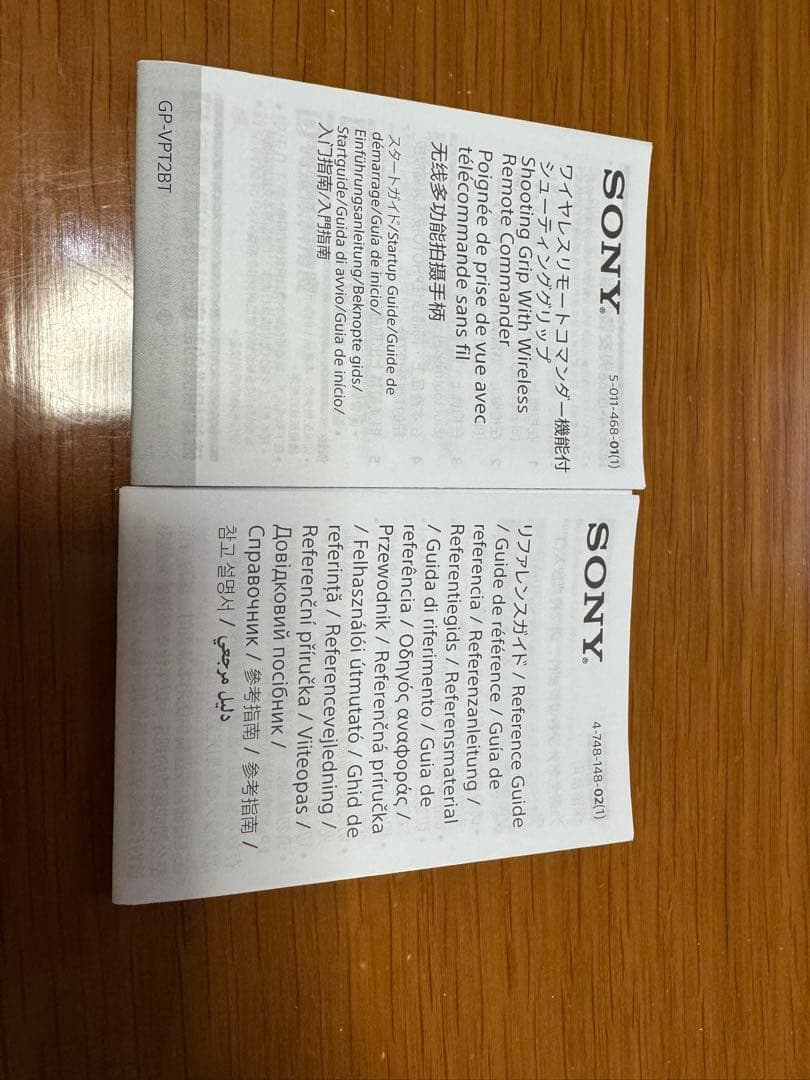 SONY®
5-011-468-01(1)
ワイヤレスリモートコマンダー機能付
シューティンググリップ
Shooting Grip With Wireless
Remote Commander
Poignée de prise de vue avec
télécommande sans fil
无线多功能拍摄手柄
スタートガイド/Startup Guide/Guide de
démarrage/Guía de inicio/
Einführungsanleitung/Beknopte gids/
Startguide/Guida di avvio/Guia de início/
入门指南/入門指南
GP-VPT2BT
SONY®
4-748-148-02(1)
リファレンスガイド / Reference Guide
/ Guide de référence / Guía de
referencia / Referenzanleitung /
Referentiegids / Referensmaterial
/ Guida di riferimento / Guia de
referência / Οδηγός αναφοράς /
Przewodnik / Referenčná príručka
/ Felhasználói útmutató / Ghid de
referință / Referencevejledning /
Referenční příručka / Viiteopas /
Довідковий посібник /
Справочник / 參考指南 / 参考指南 /
참고 설명서 / دليل مرجعي